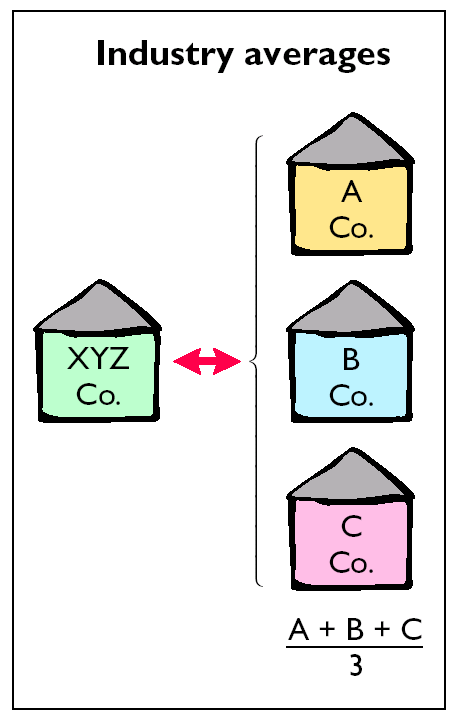 Industry averages
A
Co.
XYZ
Co.
B
Co.
C
Co.
A + B + C
3